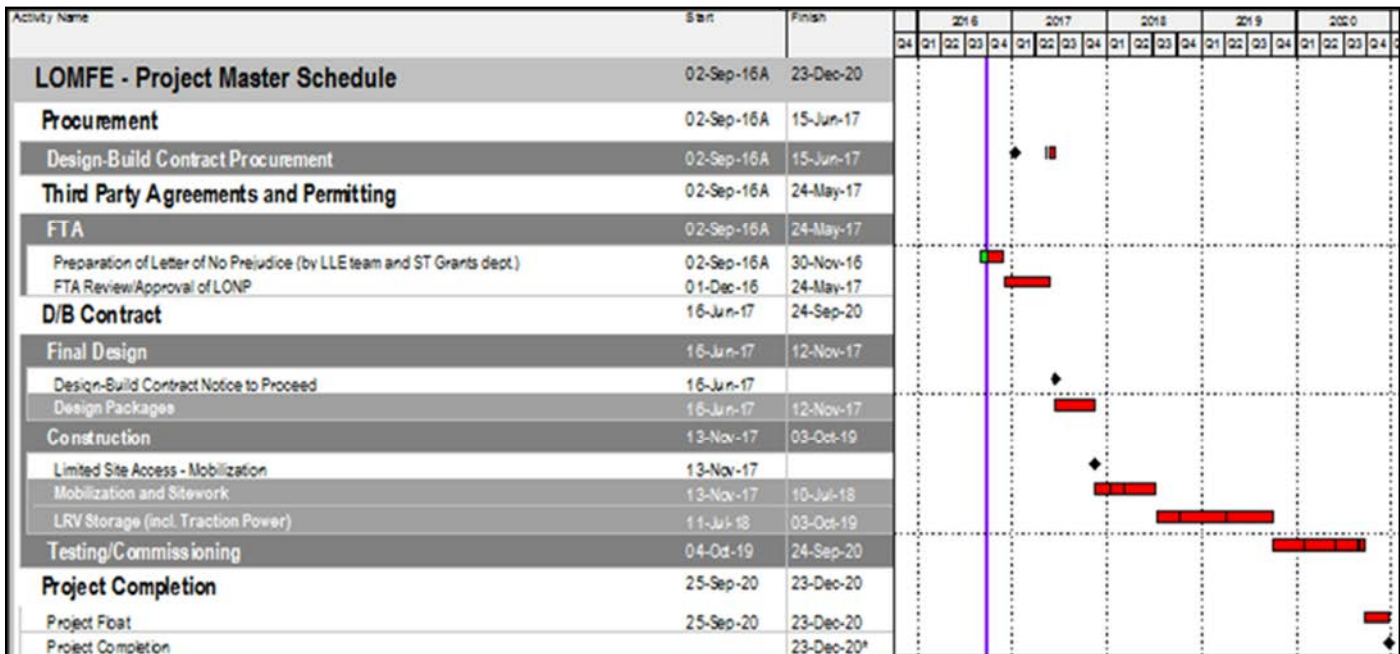 Activity Name Start Finish 2016 2017 2018 2019 2020
Q4 Q1 Q2 Q3 Q4 Q1 Q2 Q3 Q4 Q1 Q2 Q3 Q4 Q1 Q2 Q3 Q4 Q1 Q2 Q3 Q4
LOMFE - Project Master Schedule 02-Sep-16A 23-Dec-20
Procurement 02-Sep-16A 15-Jun-17
Design-Build Contract Procurement 02-Sep-16A 15-Jun-17
Third Party Agreements and Permitting 02-Sep-16A 24-May-17
FTA 02-Sep-16A 24-May-17
Preparation of Letter of No Prejudice (by LLE team and ST Grants dept.) 02-Sep-16A 30-Nov-16
FTA Review/Approval of LONP 01-Dec-16 24-May-17
D/B Contract 16-Jun-17 24-Sep-20
Final Design 16-Jun-17 12-Nov-17
Design-Build Contract Notice to Proceed 16-Jun-17
Design Packages 16-Jun-17 12-Nov-17
Construction 13-Nov-17 03-Oct-19
Limited Site Access - Mobilization 13-Nov-17
Mobilization and Sitework 13-Nov-17 10-Jul-18
LRV Storage (incl. Traction Power) 11-Jul-18 03-Oct-19
Testing/Commissioning 04-Oct-19 24-Sep-20
Project Completion 25-Sep-20 23-Dec-20
Project Float 25-Sep-20 23-Dec-20
Project Completion 23-Dec-20*